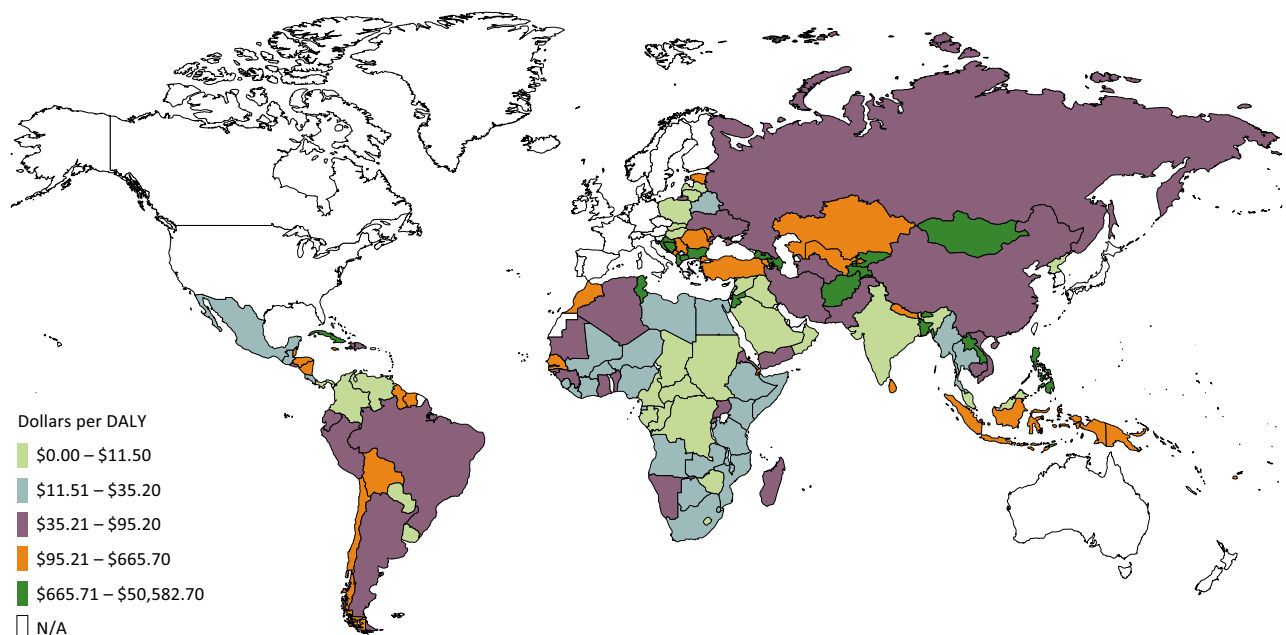 Dollars per DALY
$0.00 – $11.50
$11.51 – $35.20
$35.21 – $95.20
$95.21 – $665.70
$665.71 – $50,582.70
N/A